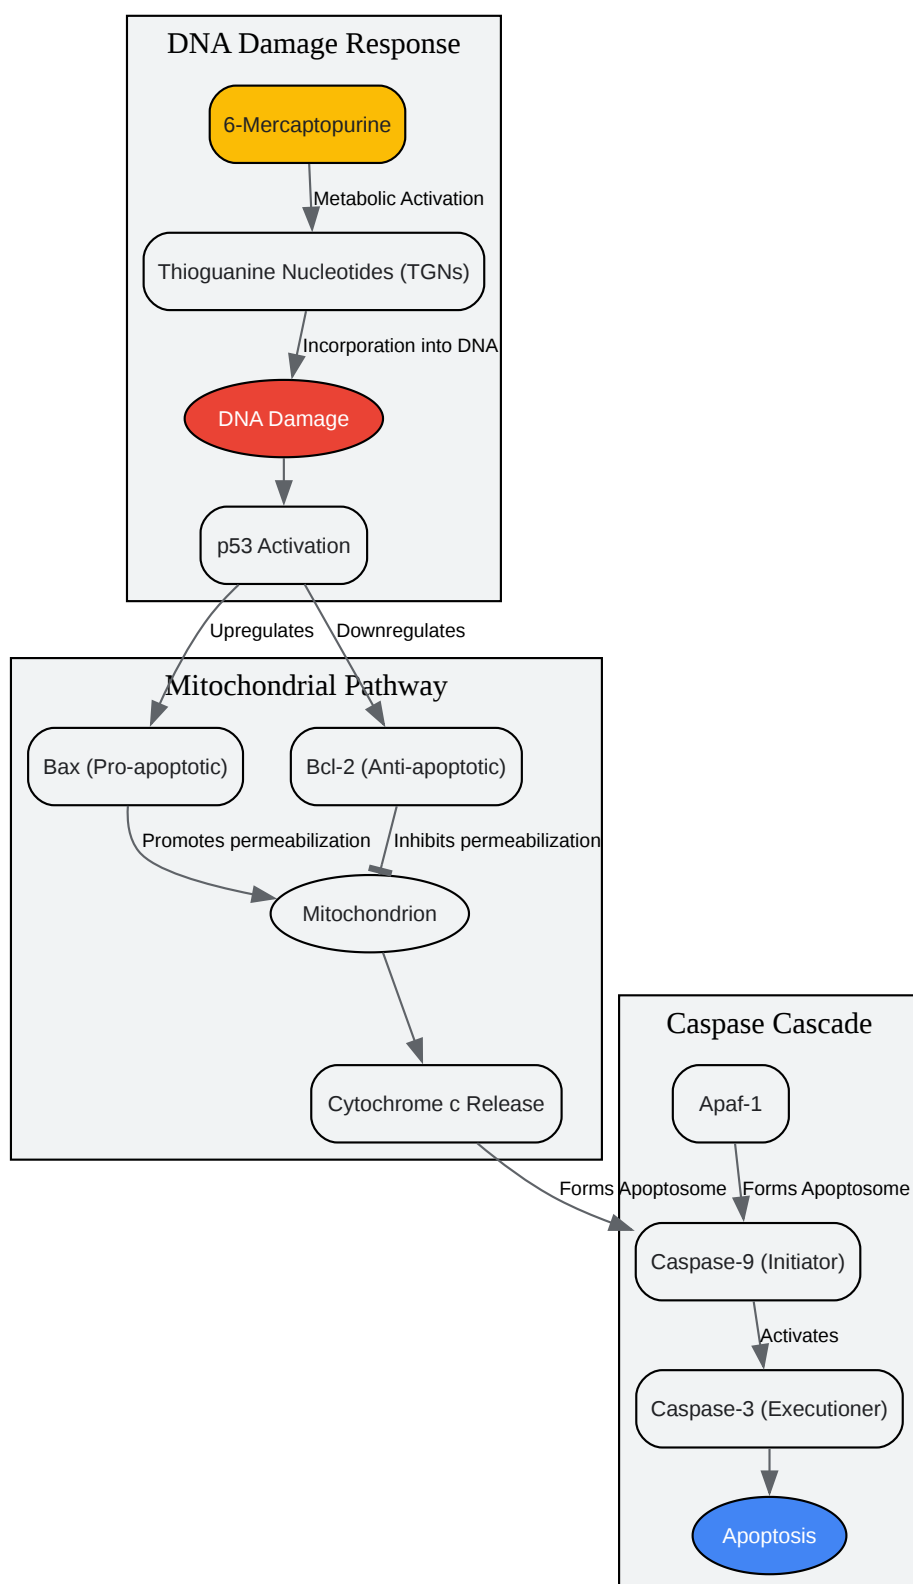 DNA Damage Response
6-Mercaptopurine
Metabolic Activation
Thioguanine Nucleotides (TGNs)
Incorporation into DNA
DNA Damage
p53 Activation
Upregulates
Downregulates
Mitochondrial Pathway
Bax (Pro-apoptotic)
Bcl-2 (Anti-apoptotic)
Promotes permeabilization
Inhibits permeabilization
Mitochondrion
Cytochrome c Release
Caspase Cascade
Apaf-1
Forms Apoptosome
Forms Apoptosome
Caspase-9 (Initiator)
Activates
Caspase-3 (Executioner)
Apoptosis